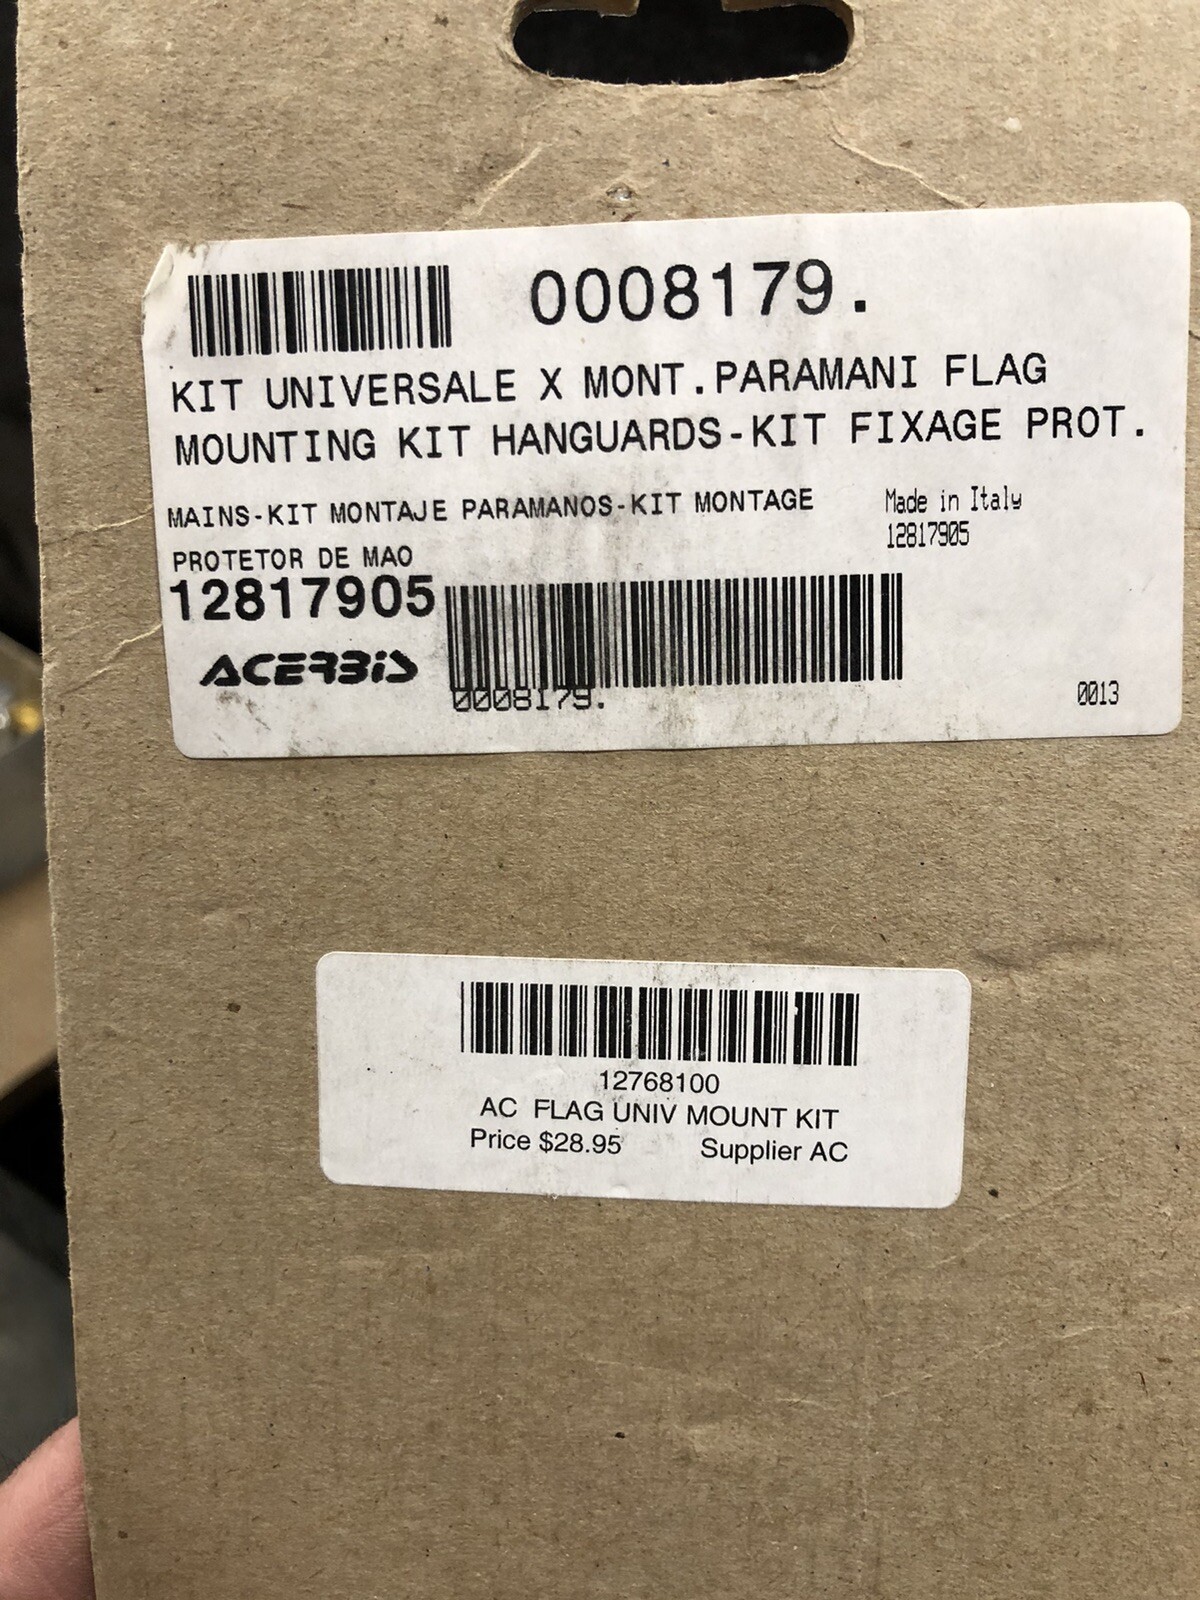 0008179.
KIT UNIVERSALE X MONT.PARAMANI FLAG
MOUNTING KIT HANGUARDS-KIT FIXAGE PROT.
MAINS-KIT MONTAJE PARAMANOS-KIT MONTAGE
PROTETOR DE MAO
Made in Italy
12817905
12817905
ACERBIS
0008179.
0013
12768100
AC FLAG UNIV MOUNT KIT
Price $28.95 Supplier AC